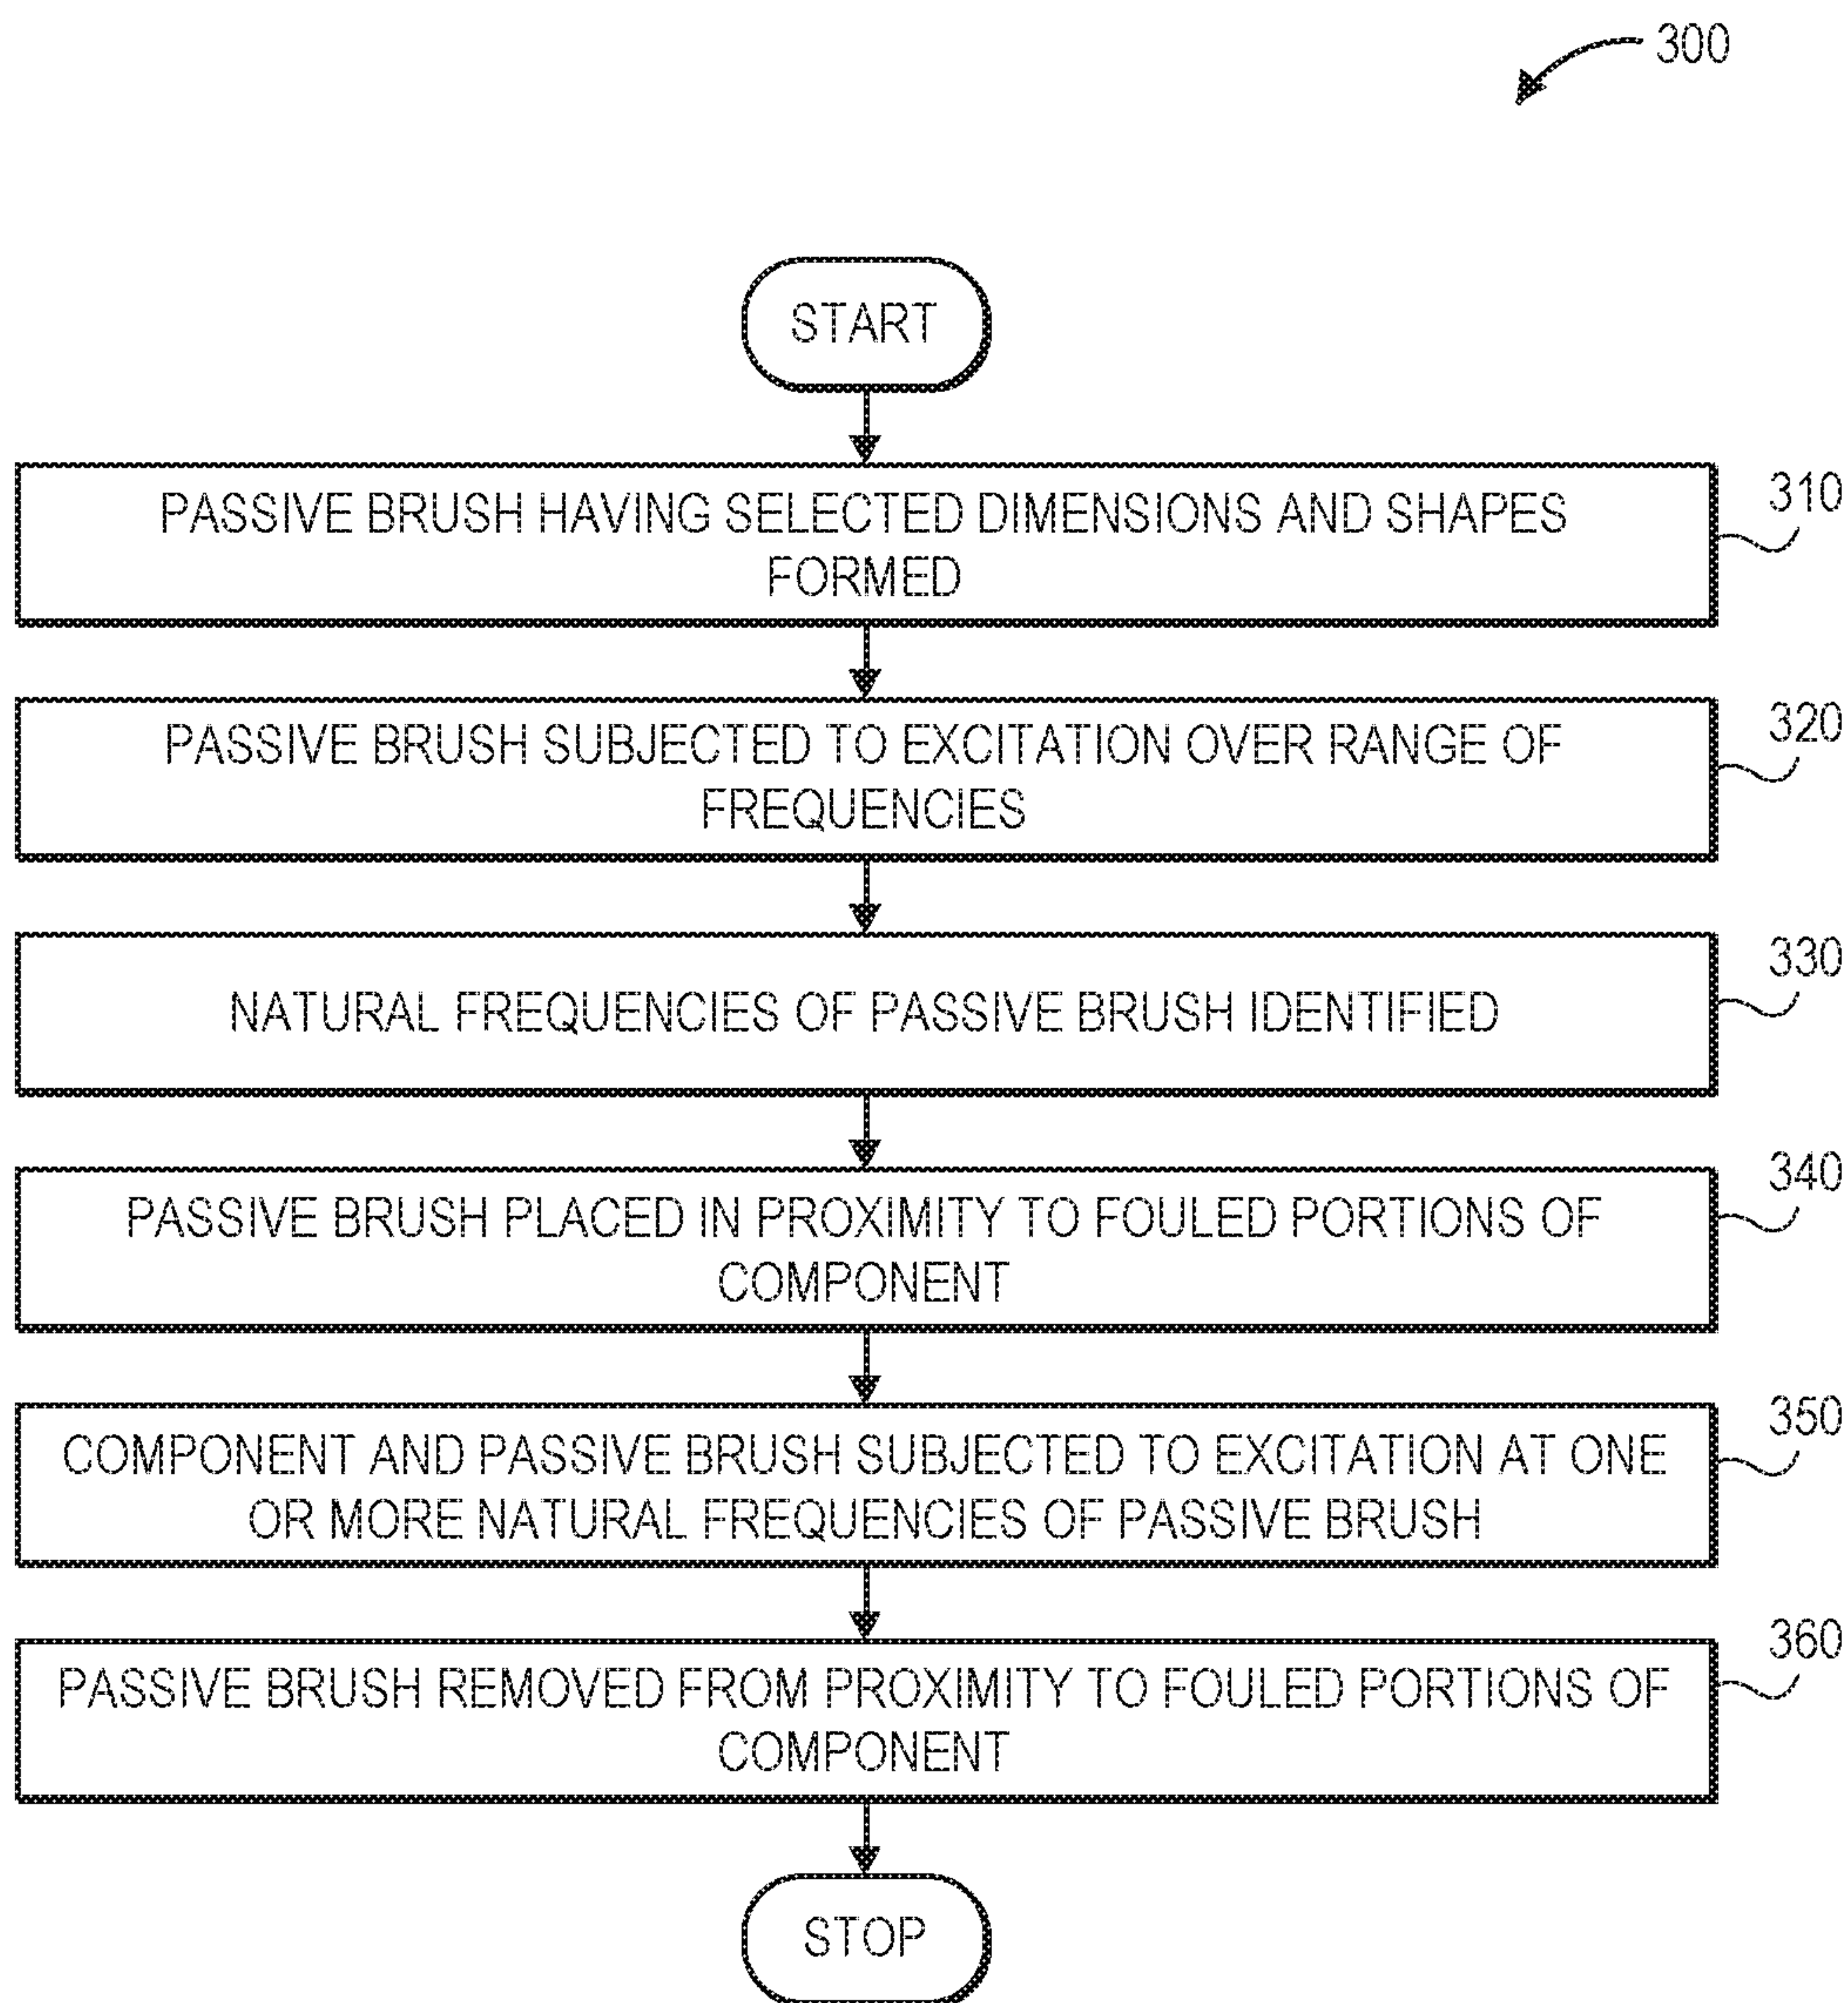 300
START
PASSIVE BRUSH HAVING SELECTED DIMENSIONS AND SHAPES
FORMED
310
PASSIVE BRUSH SUBJECTED TO EXCITATION OVER RANGE OF
FREQUENCIES
320
NATURAL FREQUENCIES OF PASSIVE BRUSH IDENTIFIED
330
PASSIVE BRUSH PLACED IN PROXIMITY TO FOULED PORTIONS OF
COMPONENT
340
COMPONENT AND PASSIVE BRUSH SUBJECTED TO EXCITATION AT ONE
OR MORE NATURAL FREQUENCIES OF PASSIVE BRUSH
350
PASSIVE BRUSH REMOVED FROM PROXIMITY TO FOULED PORTIONS OF
COMPONENT
360
STOP